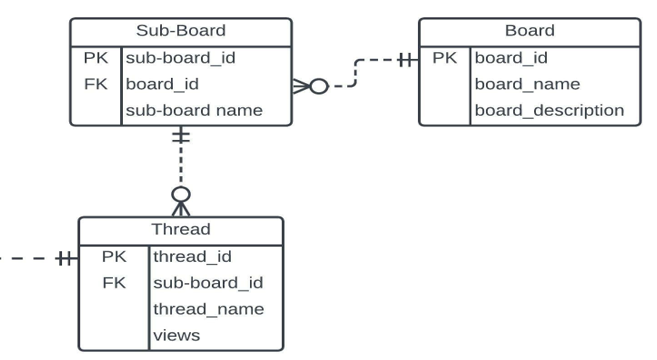 Sub-Board
PK sub-board_id
FK board_id
sub-board name
Board
PK board_id
board_name
board_description
Thread
PK thread_id
FK sub-board_id
thread_name
views